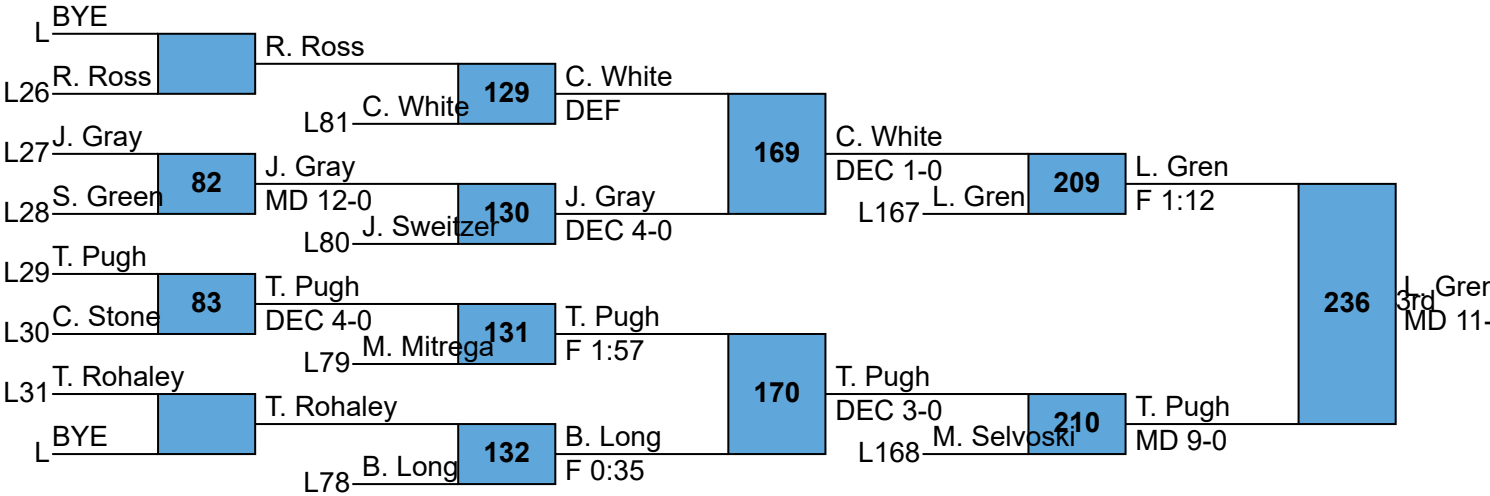 BYE
L
R. Ross
R. Ross
L26
129
C. White
DEF
C. White
L81
J. Gray
L27
82
J. Gray
MD 12-0
S. Green
L28
130
J. Gray
DEC 4-0
J. Sweitzer
L80
169
C. White
DEC 1-0
209
L. Gren
F 1:12
L. Gren
L167
T. Pugh
L29
83
T. Pugh
DEC 4-0
C. Stone
L30
131
T. Pugh
F 1:57
M. Mitrega
L79
T. Rohaley
L31
T. Rohaley
BYE
L
132
B. Long
F 0:35
B. Long
L78
170
T. Pugh
DEC 3-0
210
T. Pugh
MD 9-0
M. Selvoski
L168
236
L. Gren
3rd
MD 11-